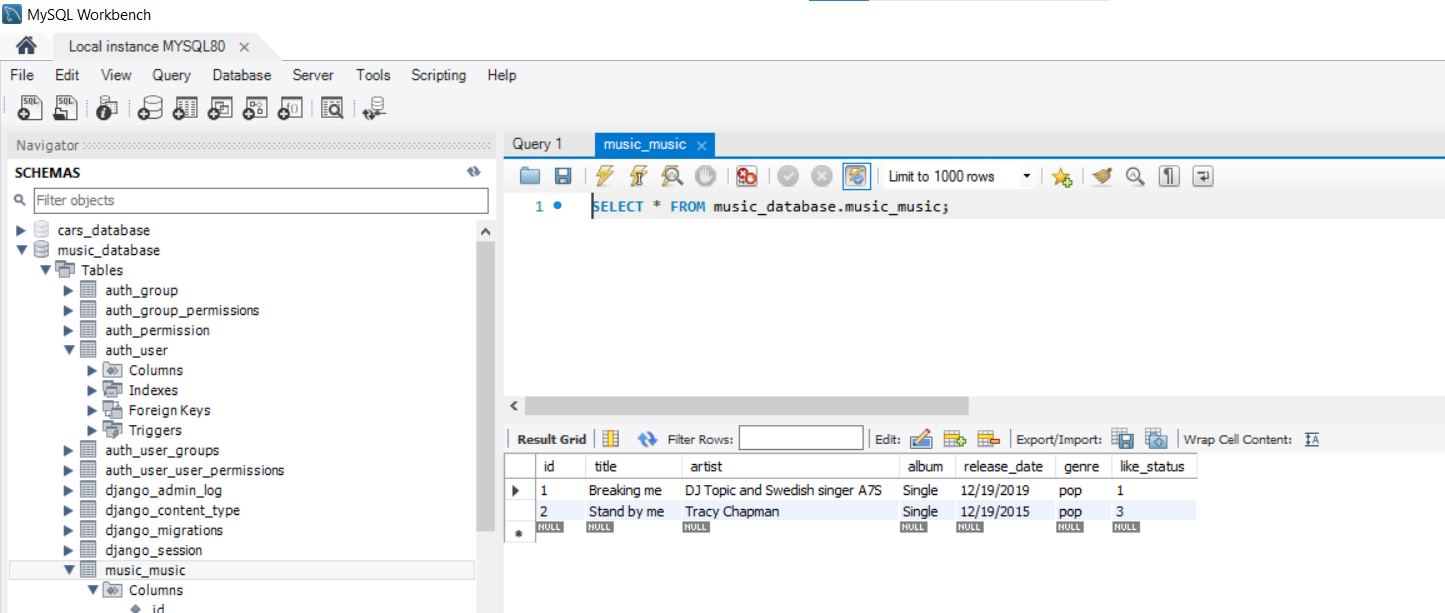 MySQL Workbench
Local instance MYSQL80
File Edit View Query Database Server Tools Scripting Help
Navigator
SCHEMAS
Filter objects
cars_database
music_database
Tables
auth_group
auth_group_permissions
auth_permission
auth_user
Columns
Indexes
Foreign Keys
Triggers
auth_user_groups
auth_user_user_permissions
django_admin_log
django_content_type
django_migrations
django_session
music_music
Columns
id
Query 1 music_music
Limit to 1000 rows
1 SELECT * FROM music_database.music_music;
Result Grid Filter Rows: Edit: Export/Import: Wrap Cell Content:
id title artist album release_date genre like_status
1 Breaking me DJ Topic and Swedish singer A7S Single 12/19/2019 pop 1
2 Stand by me Tracy Chapman Single 12/19/2015 pop 3
NULL NULL NULL NULL NULL NULL NULL